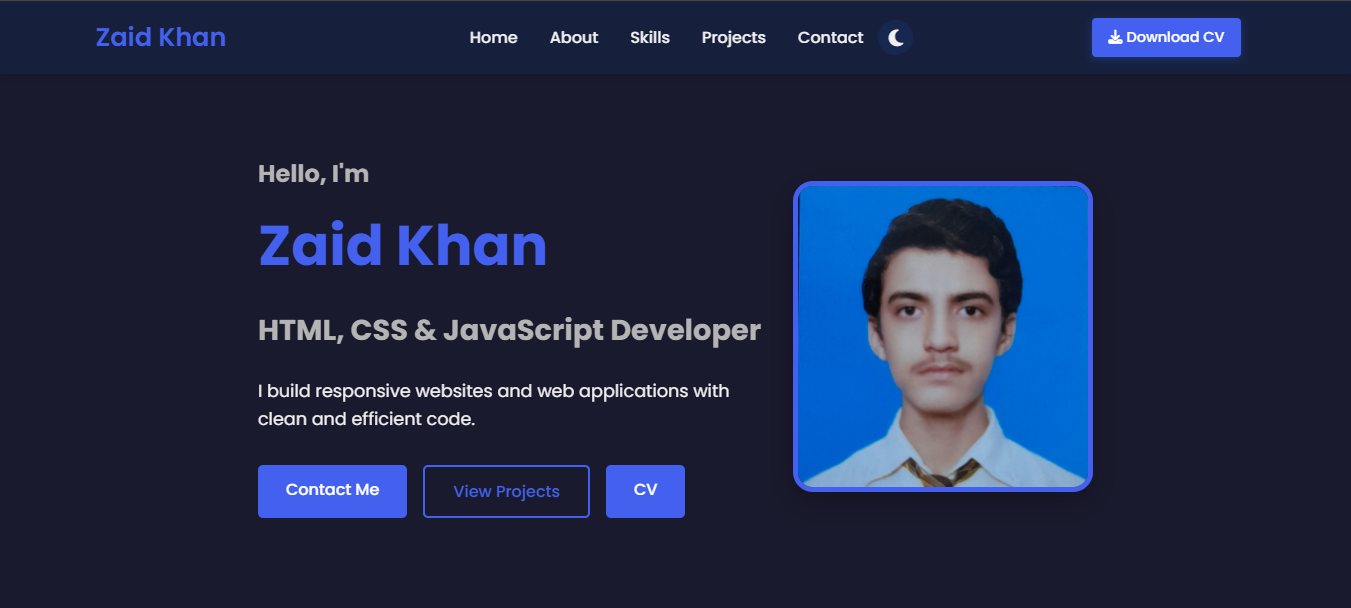 Zaid Khan
Home
About
Skills
Projects
Contact
Download CV
Hello, I'm
Zaid Khan
HTML, CSS & JavaScript Developer
I build responsive websites and web applications with
clean and efficient code.
Contact Me
View Projects
CV